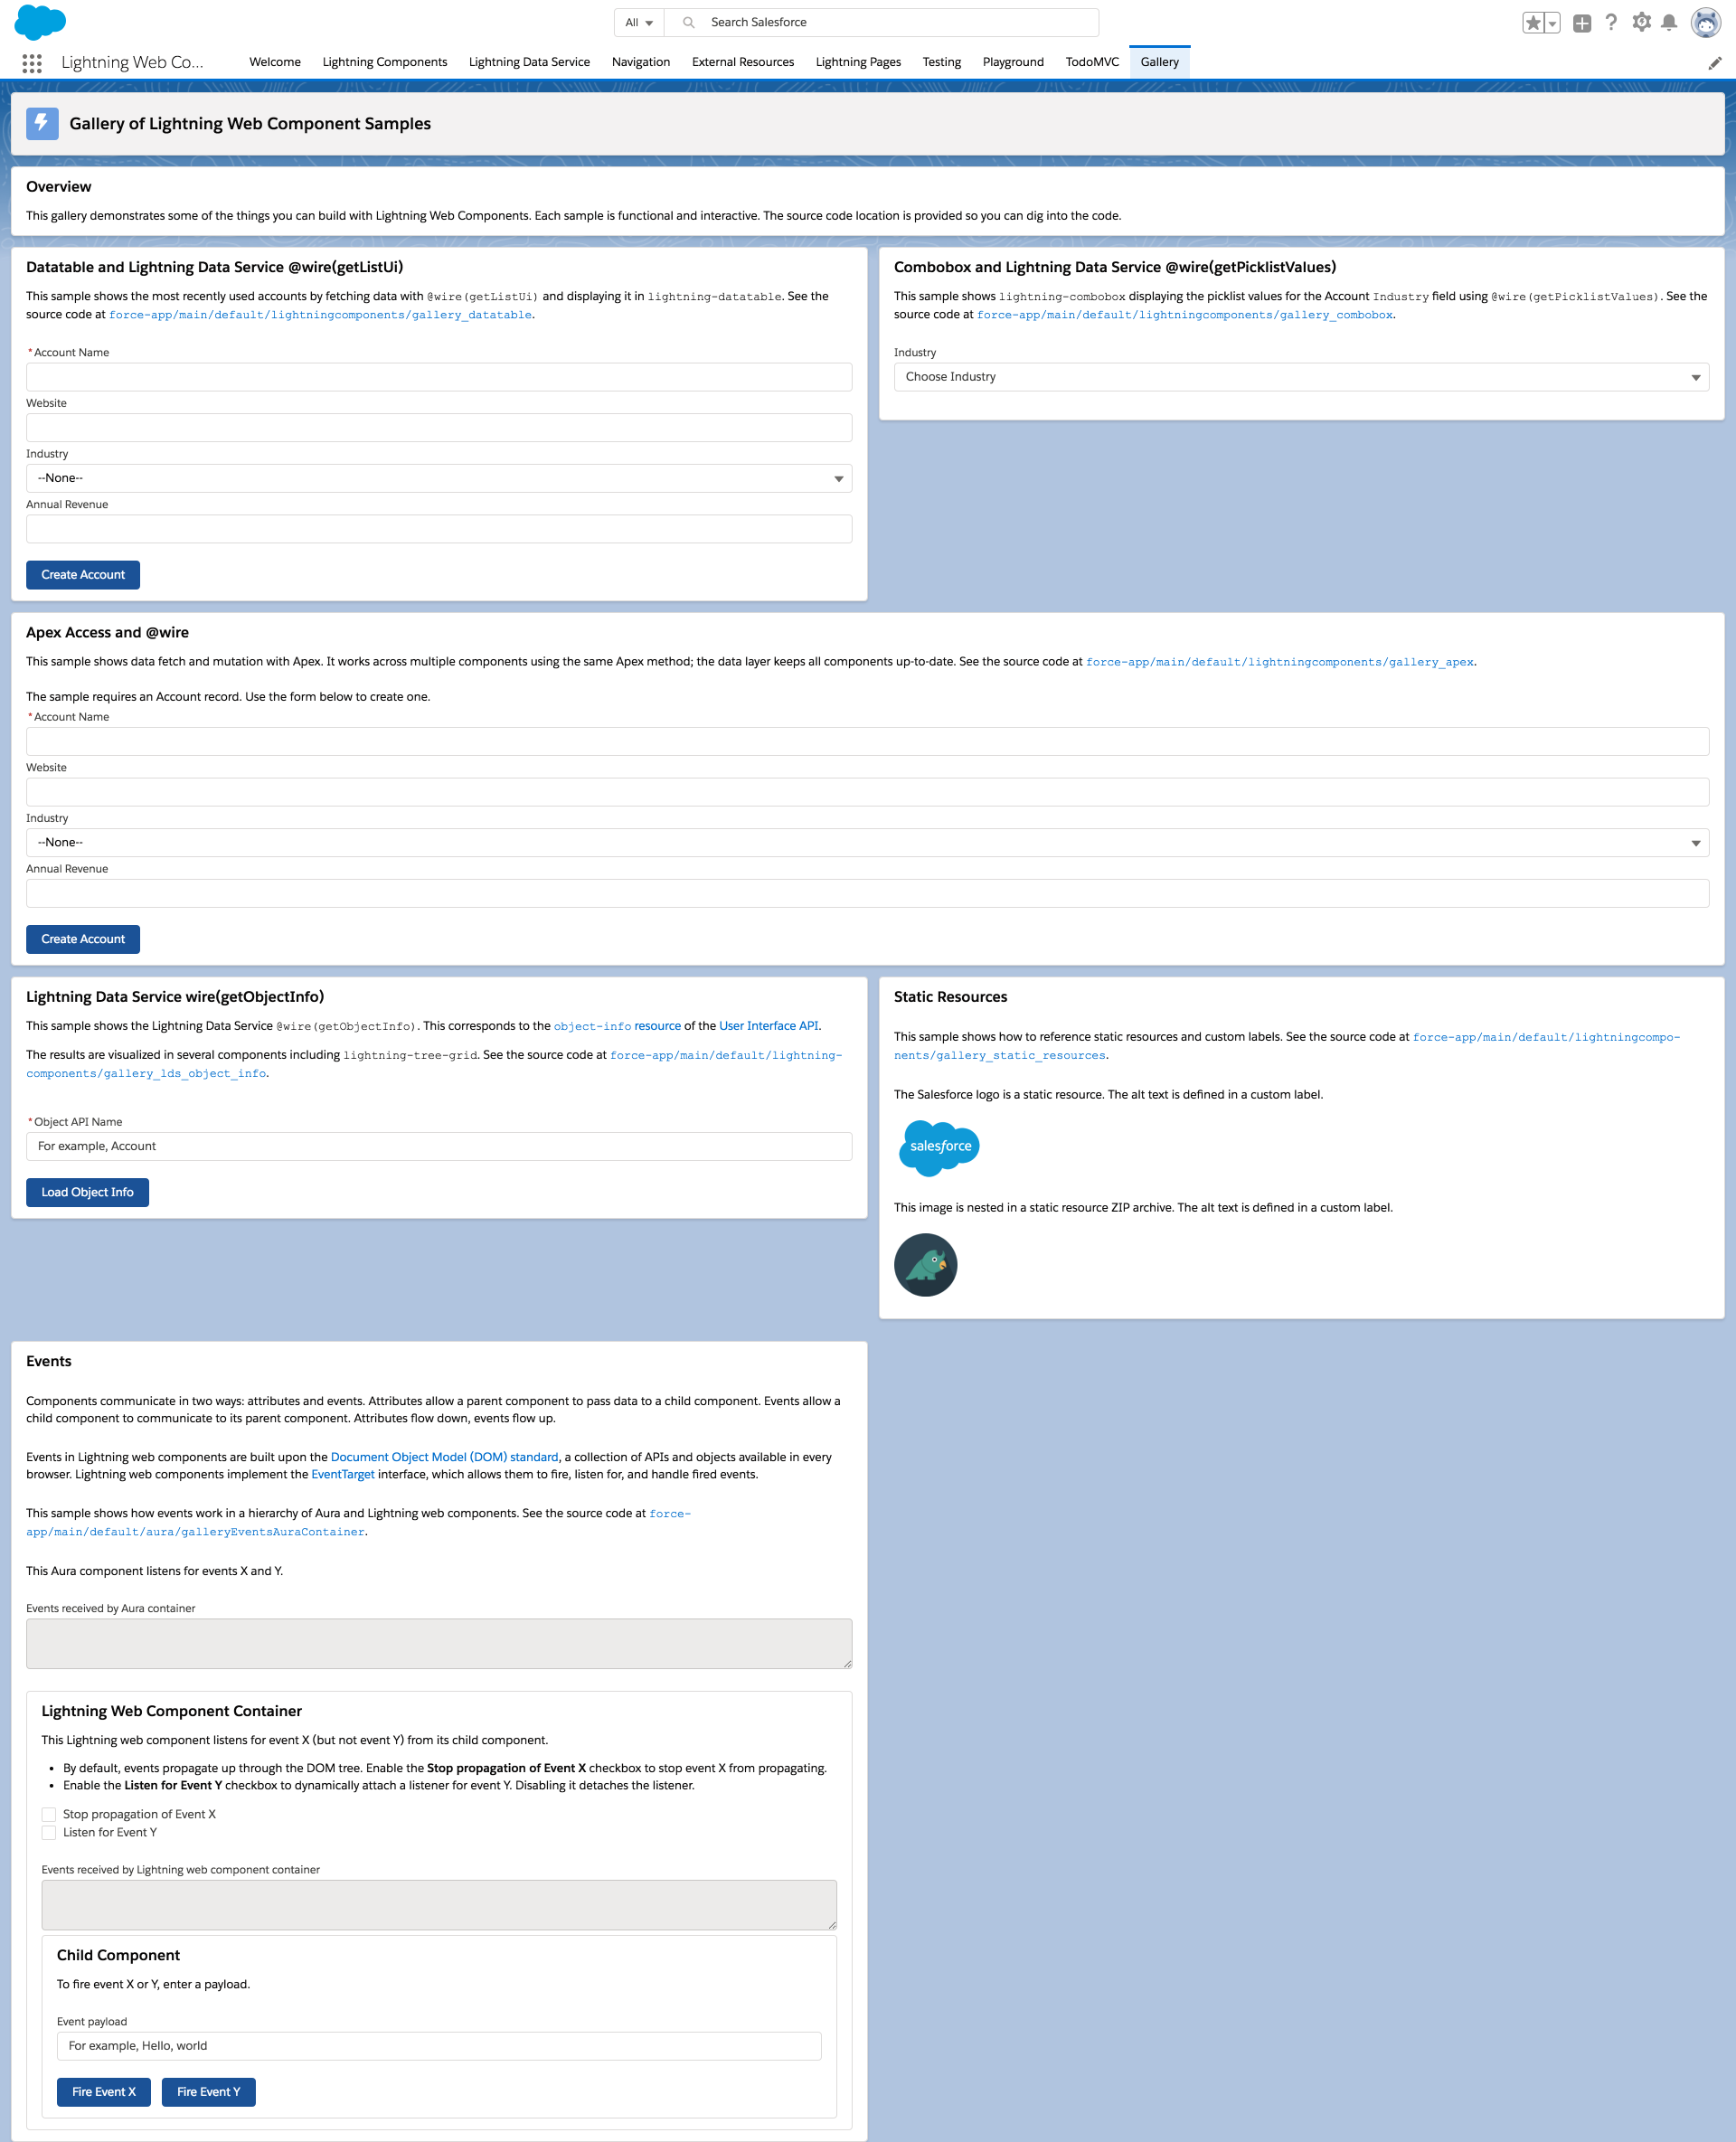 All
Search Salesforce
Lightning Web Co...
Welcome
Lightning Components
Lightning Data Service
Navigation
External Resources
Lightning Pages
Testing
Playground
TodoMVC
Gallery
Gallery of Lightning Web Component Samples
Overview
This gallery demonstrates some of the things you can build with Lightning Web Components. Each sample is functional and interactive. The source code location is provided so you can dig into the code.
Datatable and Lightning Data Service @wire(getListUi)
This sample shows the most recently used accounts by fetching data with @wire(getListUi) and displaying it in lightning-datatable. See the
source code at force-app/main/default/lightningcomponents/gallery_datatable.
*Account Name
Website
Industry
--None--
Annual Revenue
Create Account
Combobox and Lightning Data Service @wire(getPicklistValues)
This sample shows lightning-combobox displaying the picklist values for the Account Industry field using @wire(getPicklistValues). See the
source code at force-app/main/default/lightningcomponents/gallery_combobox.
Industry
Choose Industry
Apex Access and @wire
This sample shows data fetch and mutation with Apex. It works across multiple components using the same Apex method; the data layer keeps all components up-to-date. See the source code at force-app/main/default/lightningcomponents/gallery_apex.
The sample requires an Account record. Use the form below to create one.
*Account Name
Website
Industry
--None--
Annual Revenue
Create Account
Lightning Data Service wire(getObjectInfo)
This sample shows the Lightning Data Service @wire(getObjectInfo). This corresponds to the object-info resource of the User Interface API.
The results are visualized in several components including lightning-tree-grid. See the source code at force-app/main/default/lightning-
components/gallery_lds_object_info.
*Object API Name
For example, Account
Load Object Info
Static Resources
This sample shows how to reference static resources and custom labels. See the source code at force-app/main/default/lightningcompo-
nents/gallery_static_resources.
The Salesforce logo is a static resource. The alt text is defined in a custom label.
salesforce
This image is nested in a static resource ZIP archive. The alt text is defined in a custom label.
Events
Components communicate in two ways: attributes and events. Attributes allow a parent component to pass data to a child component. Events allow a
child component to communicate to its parent component. Attributes flow down, events flow up.
Events in Lightning web components are built upon the Document Object Model (DOM) standard, a collection of APIs and objects available in every
browser. Lightning web components implement the EventTarget interface, which allows them to fire, listen for, and handle fired events.
This sample shows how events work in a hierarchy of Aura and Lightning web components. See the source code at force-
app/main/default/aura/galleryEventsAuraContainer.
This Aura component listens for events X and Y.
Events received by Aura container
Lightning Web Component Container
This Lightning web component listens for event X (but not event Y) from its child component.
• By default, events propagate up through the DOM tree. Enable the Stop propagation of Event X checkbox to stop event X from propagating.
• Enable the Listen for Event Y checkbox to dynamically attach a listener for event Y. Disabling it detaches the listener.
Stop propagation of Event X
Listen for Event Y
Events received by Lightning web component container
Child Component
To fire event X or Y, enter a payload.
Event payload
For example, Hello, world
Fire Event X
Fire Event Y